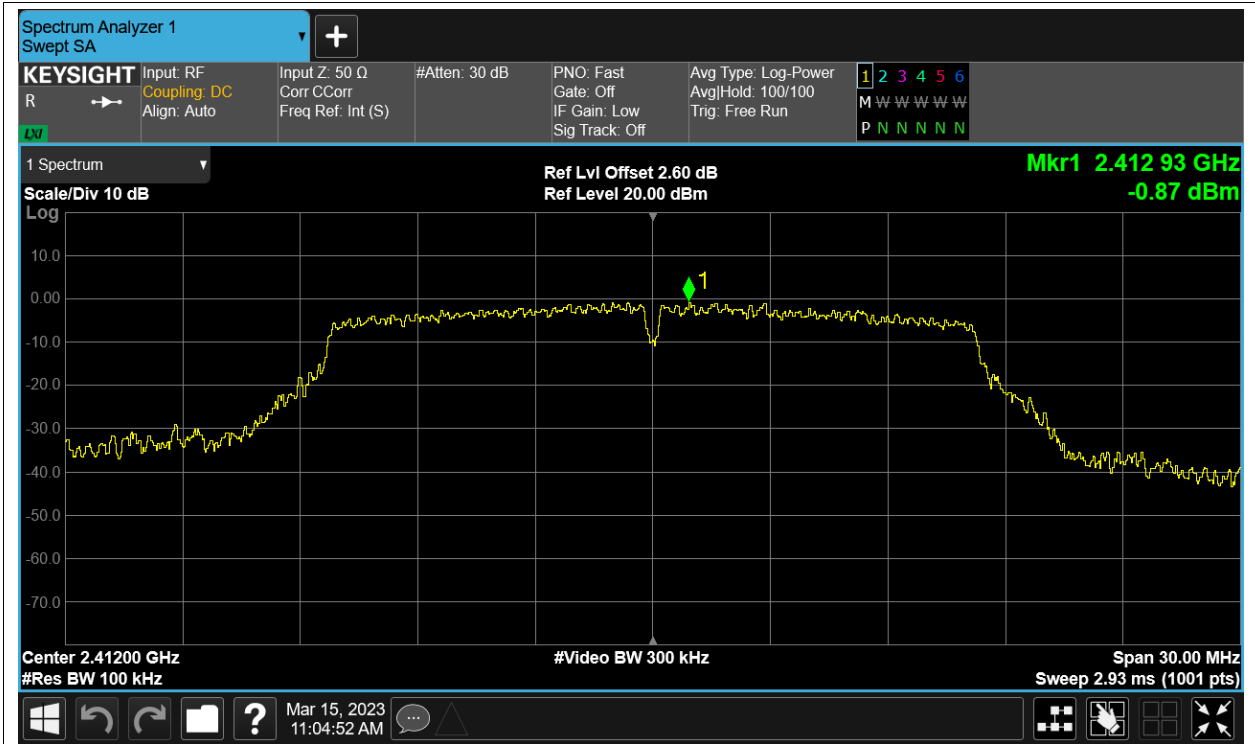 Spectrum Analyzer 1
Swept SA
+
KEYSIGHT
R
LXI
Input: RF
Coupling: DC
Align: Auto
Input Z: 50 Ω
Corr CCorr
Freq Ref: Int (S)
#Atten: 30 dB
PNO: Fast
Gate: Off
IF Gain: Low
Sig Track: Off
Avg Type: Log-Power
Avg|Hold: 100/100
Trig: Free Run
1 2 3 4 5 6
M W W W W W
P N N N N N
1 Spectrum
Scale/Div 10 dB
Ref Lvl Offset 2.60 dB
Ref Level 20.00 dBm
Mkr1 2.412 93 GHz
-0.87 dBm
Log
10.0
0.00
-10.0
-20.0
-30.0
-40.0
-50.0
-60.0
-70.0
1
Center 2.41200 GHz
#Res BW 100 kHz
#Video BW 300 kHz
Span 30.00 MHz
Sweep 2.93 ms (1001 pts)
?
Mar 15, 2023
11:04:52 AM